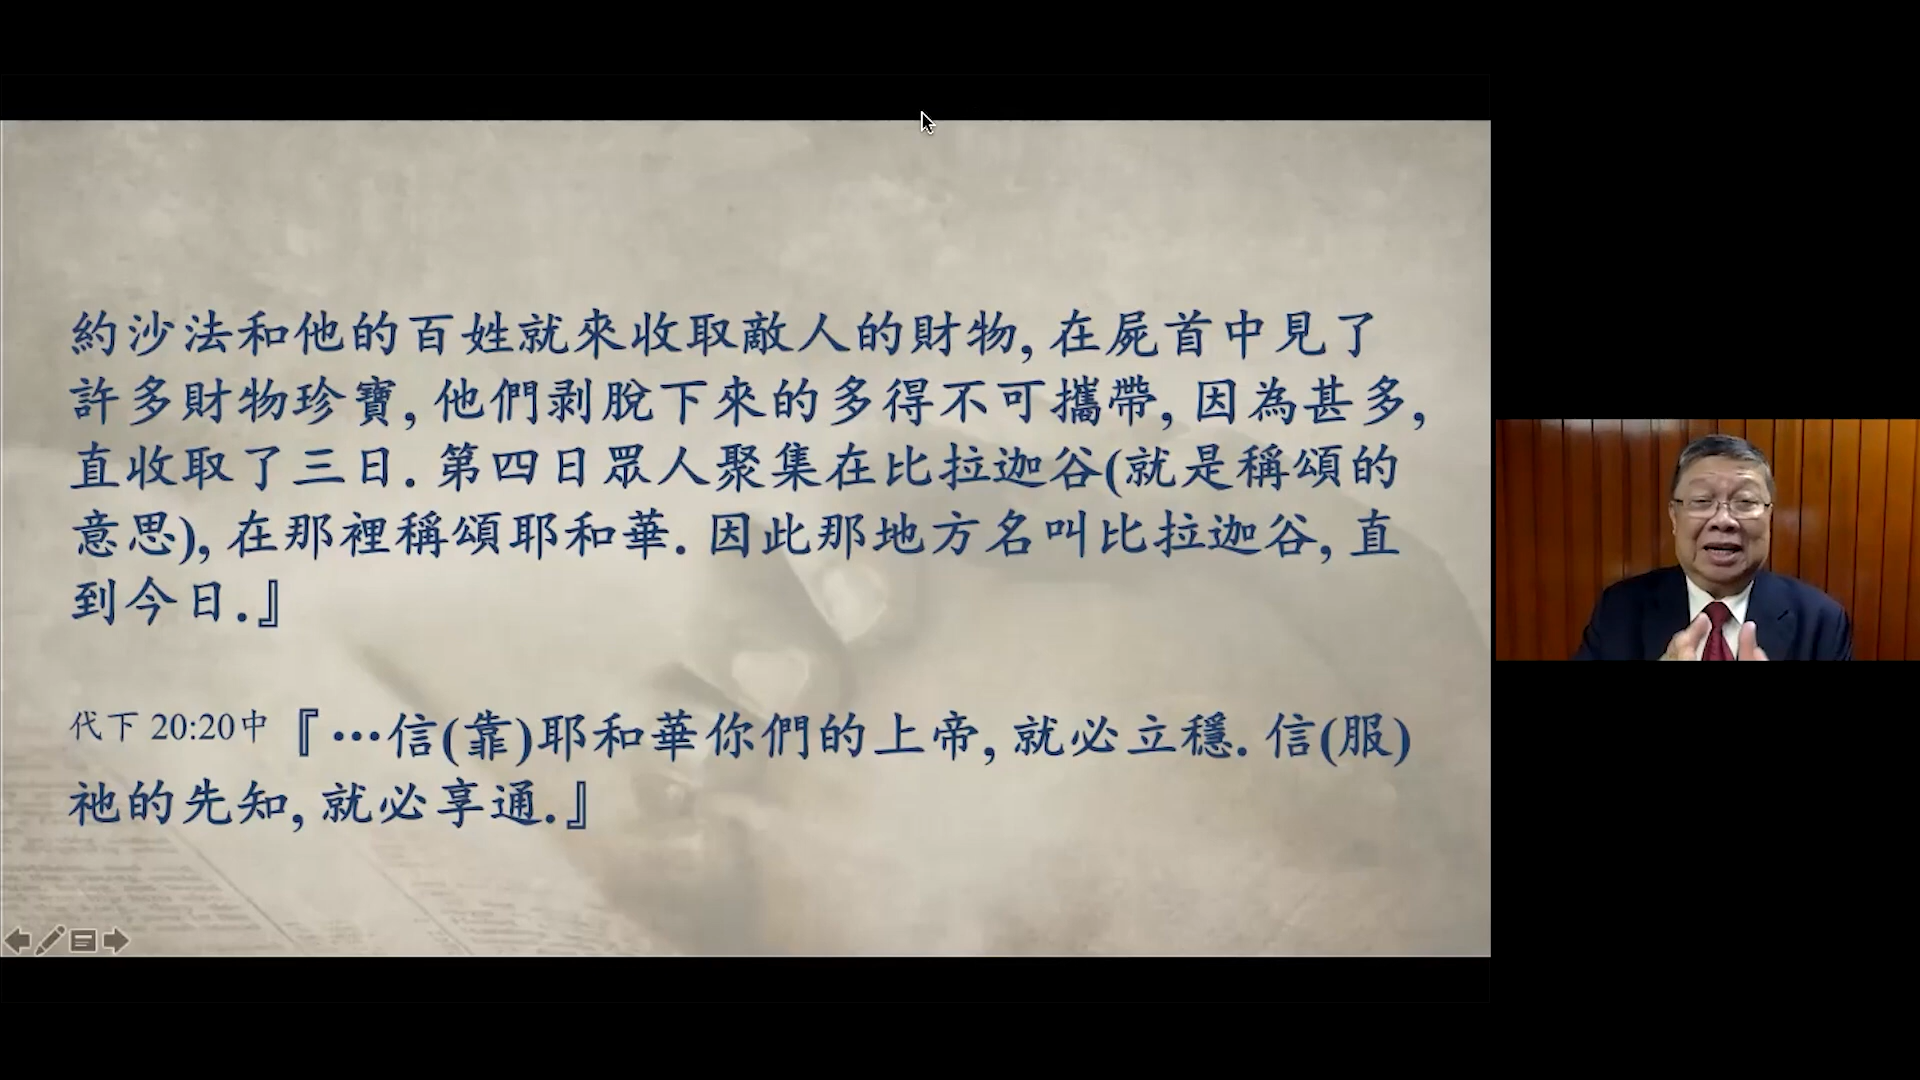 約沙法和他的百姓就來收取敵人的財物, 在屍首中見了
許多財物珍寶, 他們剥脫下來的多得不可攜帶, 因為甚多,
直收取了三日. 第四日眾人聚集在比拉迦谷(就是稱頌的
意思), 在那裡稱頌耶和華. 因此那地方名叫比拉迦谷, 直
到今日.』
代下 20:20中『…信(靠)耶和華你們的上帝, 就必立穩. 信(服)
祂的先知, 就必享通.』